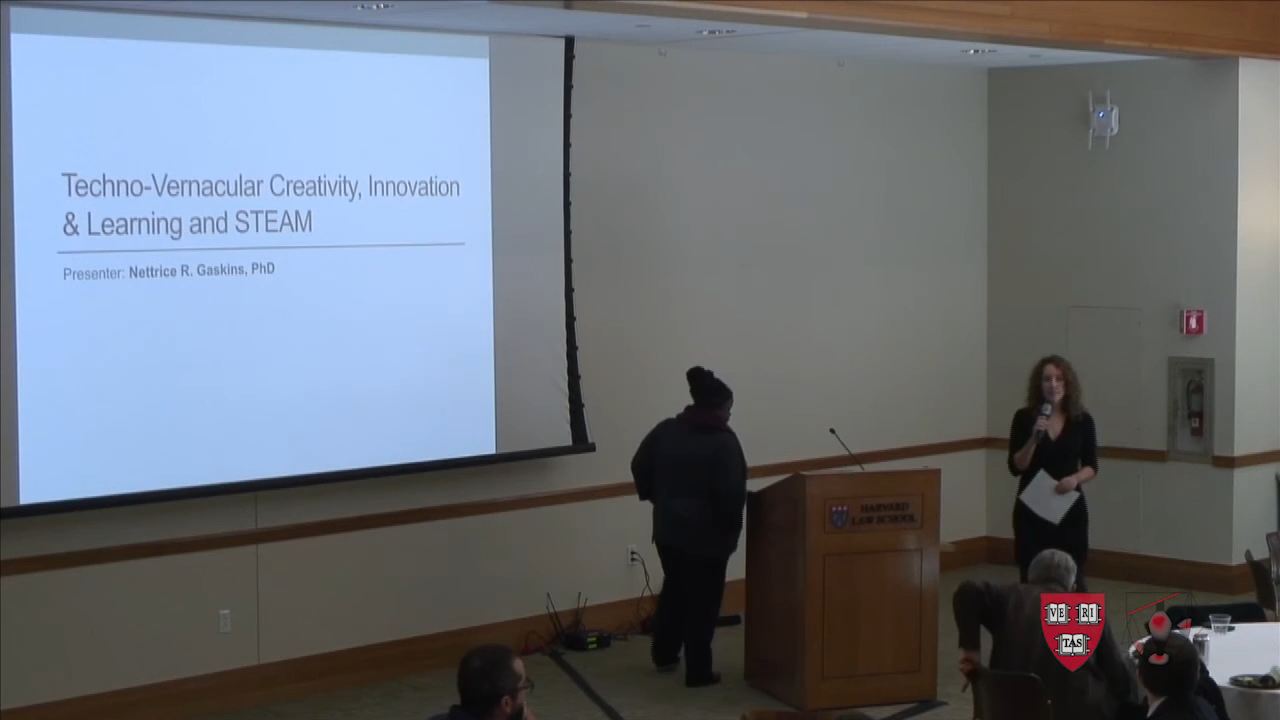 Techno-Vernacular Creativity, Innovation
& Learning and STEAM
Presenter: Nettrice R. Gaskins, PhD
HARVARD
LAW SCHOOL
VE RI
TAS